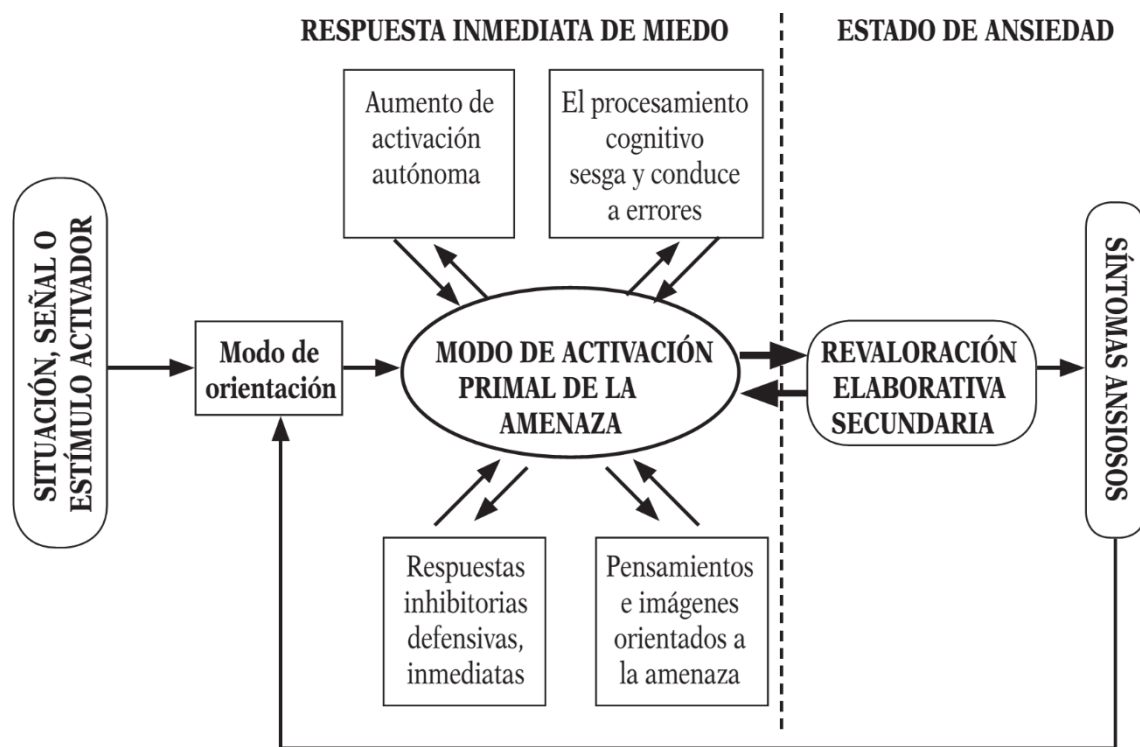 RESPUESTA INMEDIATA DE MIEDO
ESTADO DE ANSIEDAD
Aumento de
activación
autónoma
El procesamiento
cognitivo
sesga y conduce
a errores
SITUACIÓN, SEÑAL O
ESTÍMULO ACTIVADOR
Modo de
orientación
MODO DE ACTIVACIÓN
PRIMAL DE LA
AMENAZA
REVALORACIÓN
ELABORATIVA
SECUNDARIA
SÍNTOMAS ANSIOSOS
Respuestas
inhibitorias
defensivas,
inmediatas
Pensamientos
e imágenes
orientados a
la amenaza